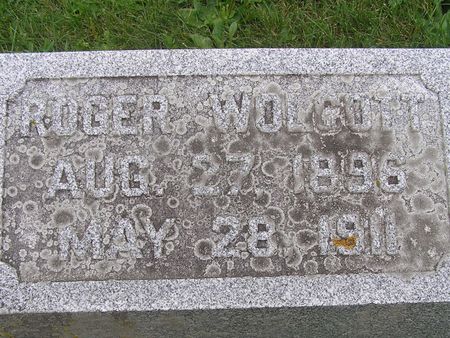 ROGER WOLCOTT
AUG. 27, 1896
MAY 28, 1911